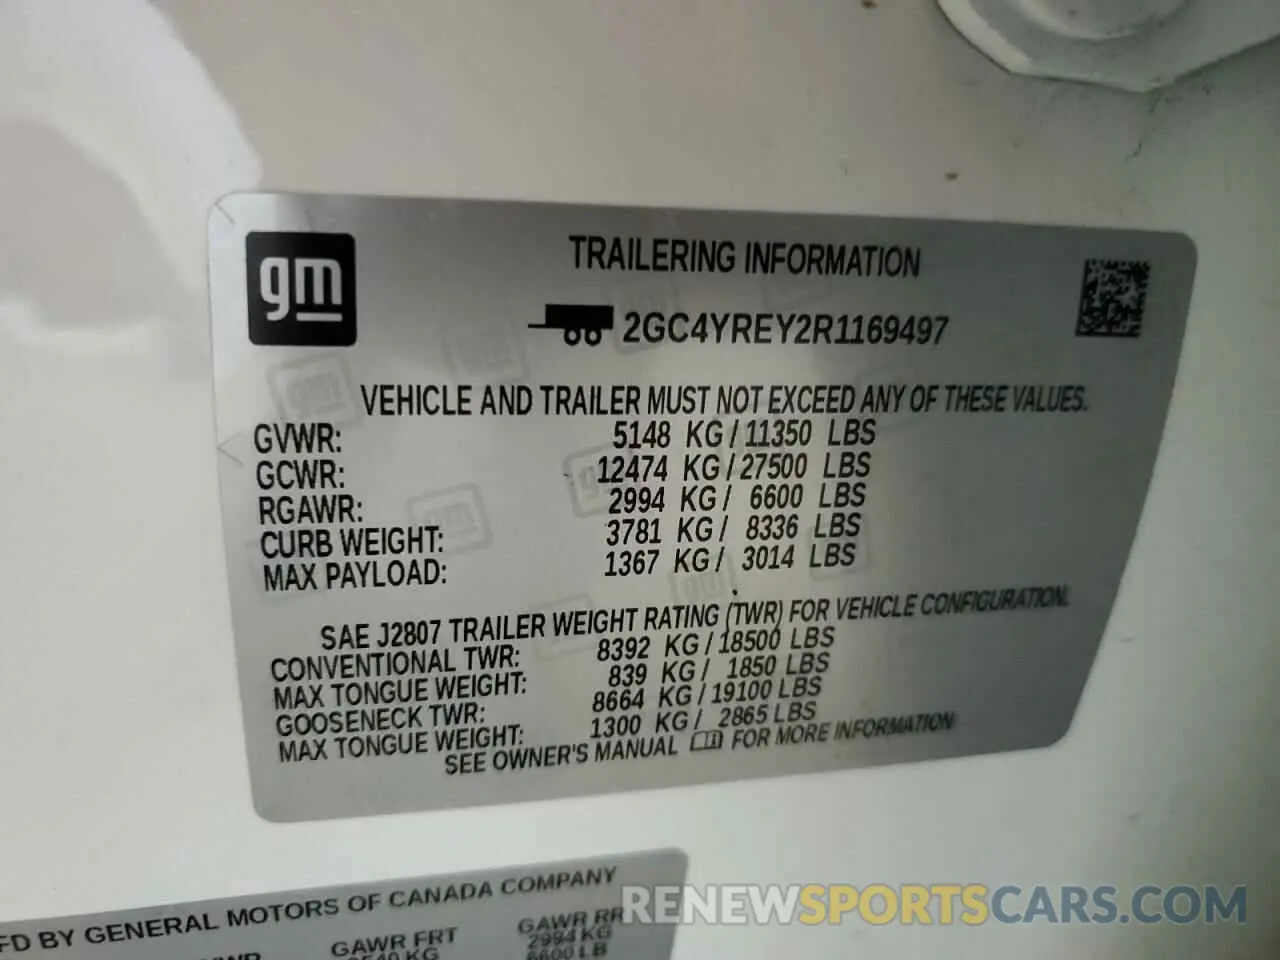 gm
TRAILERING INFORMATION
2GC4YREY2R1169497
VEHICLE AND TRAILER MUST NOT EXCEED ANY OF THESE VALUES.
GVWR: 5148 KG / 11350 LBS
GCWR: 12474 KG / 27500 LBS
RGAWR: 2994 KG / 6600 LBS
CURB WEIGHT: 3781 KG / 8336 LBS
MAX PAYLOAD: 1367 KG / 3014 LBS
SAE J2807 TRAILER WEIGHT RATING (TWR) FOR VEHICLE CONFIGURATION.
CONVENTIONAL TWR: 8392 KG / 18500 LBS
MAX TONGUE WEIGHT: 839 KG / 1850 LBS
GOOSENECK TWR: 8664 KG / 19100 LBS
MAX TONGUE WEIGHT: 1300 KG / 2865 LBS
SEE OWNER'S MANUAL FOR MORE INFORMATION
FD BY GENERAL MOTORS OF CANADA COMPANY
GAWR FRT GAWR RR
2994 KG
6600 LB
RENEWSPORTSCARS.COM